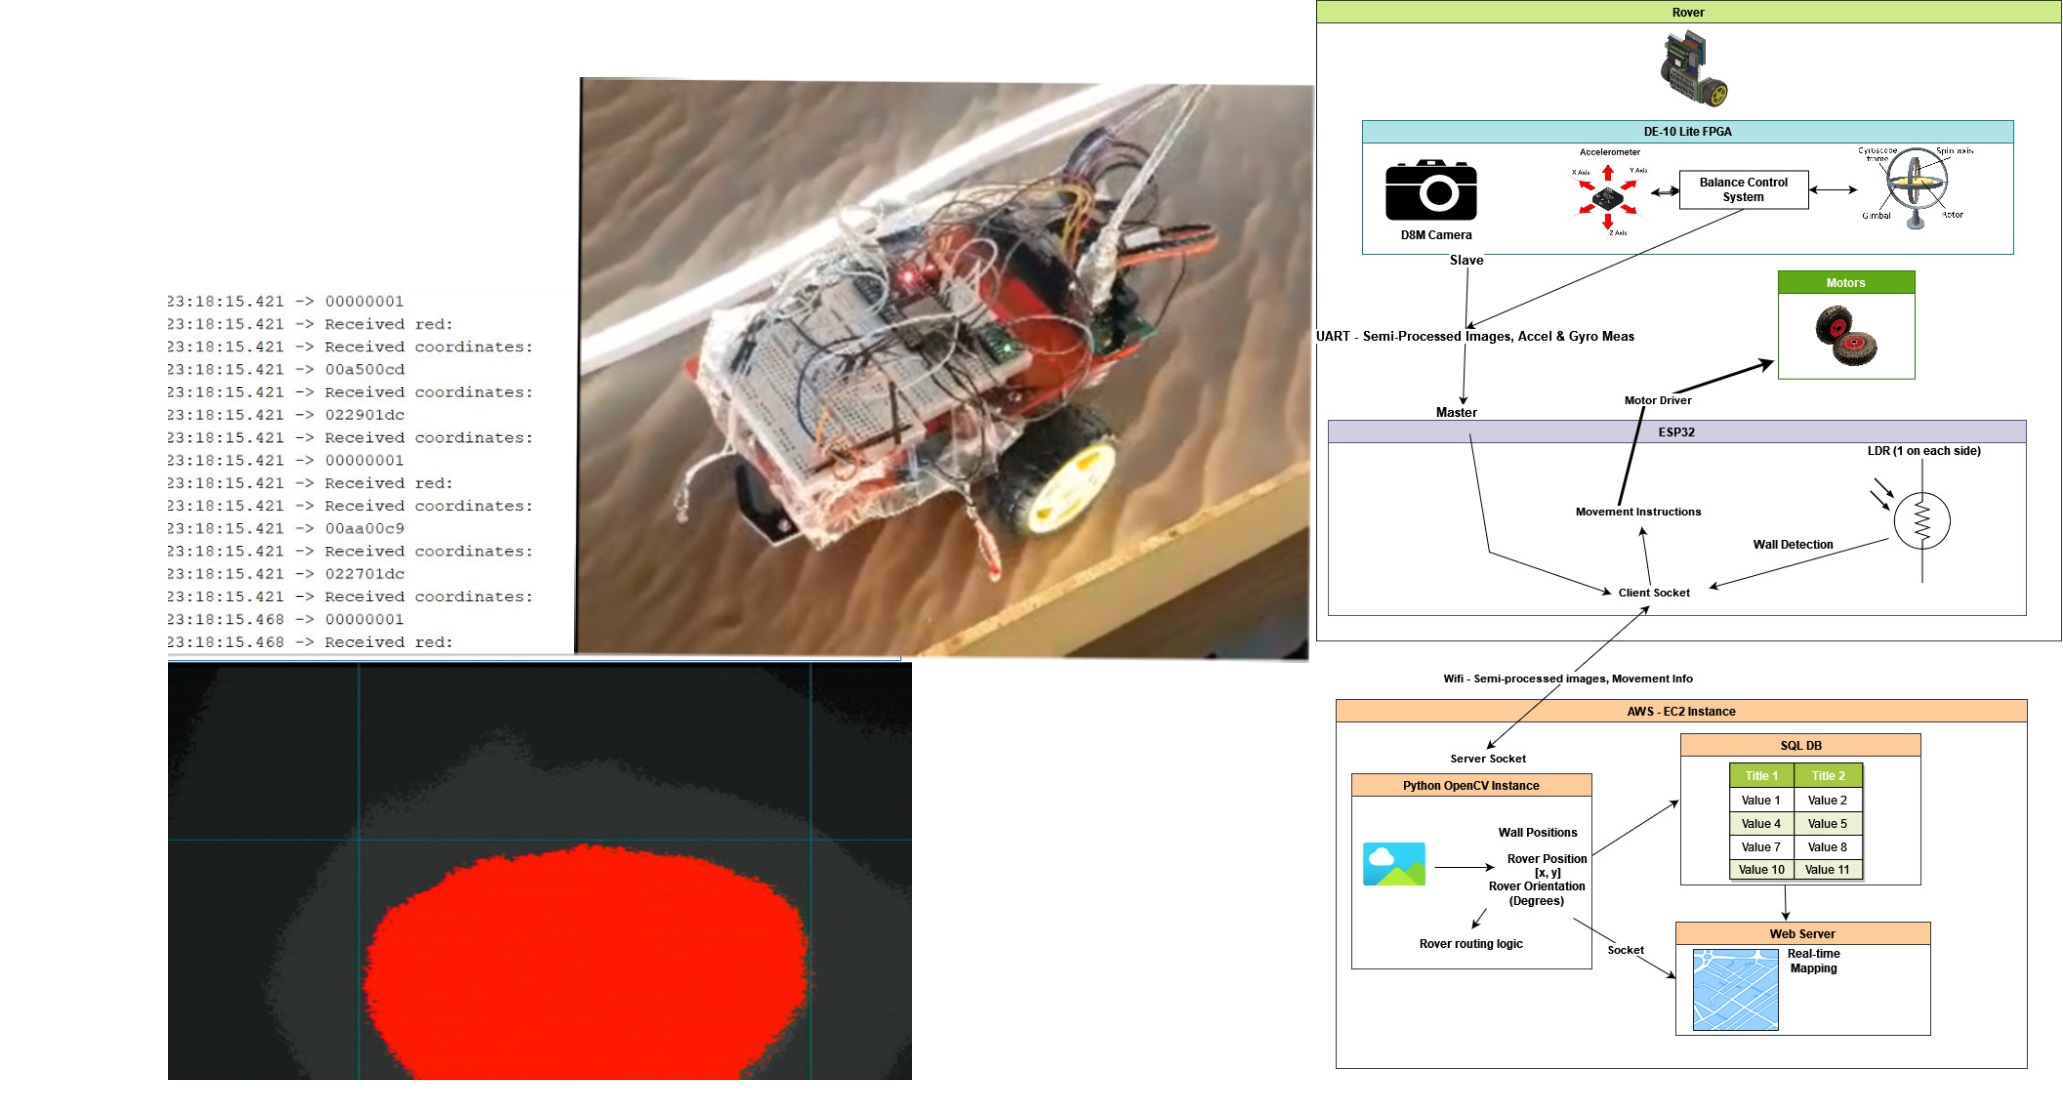 23:18:15.421 -> 00000001
23:18:15.421 -> Received red:
23:18:15.421 -> Received coordinates:
23:18:15.421 -> 00a500cd
23:18:15.421 -> Received coordinates:
23:18:15.421 -> 022901dc
23:18:15.421 -> Received coordinates:
23:18:15.421 -> 00000001
23:18:15.421 -> Received red:
23:18:15.421 -> Received coordinates:
23:18:15.421 -> 00aa00c9
23:18:15.421 -> Received coordinates:
23:18:15.421 -> 022701dc
23:18:15.421 -> Received coordinates:
23:18:15.468 -> 00000001
23:18:15.468 -> Received red:
Rover
DE-10 Lite FPGA
D8M Camera
Accelerometer
X Axis
Y Axis
Z Axis
Balance Control
System
Gyroscope
frame
Spin axis
Gimbal
Rotor
Slave
Motors
UART - Semi-Processed Images, Accel & Gyro Meas
Motor Driver
Master
ESP32
LDR (1 on each side)
Movement Instructions
Wall Detection
Client Socket
Wifi - Semi-processed images, Movement Info
AWS - EC2 Instance
Server Socket
Python OpenCV Instance
Wall Positions
Rover Position
[x, y]
Rover Orientation
(Degrees)
Rover routing logic
SQL DB
Title 1 Title 2
Value 1 Value 2
Value 4 Value 5
Value 7 Value 8
Value 10 Value 11
Socket
Web Server
Real-time
Mapping